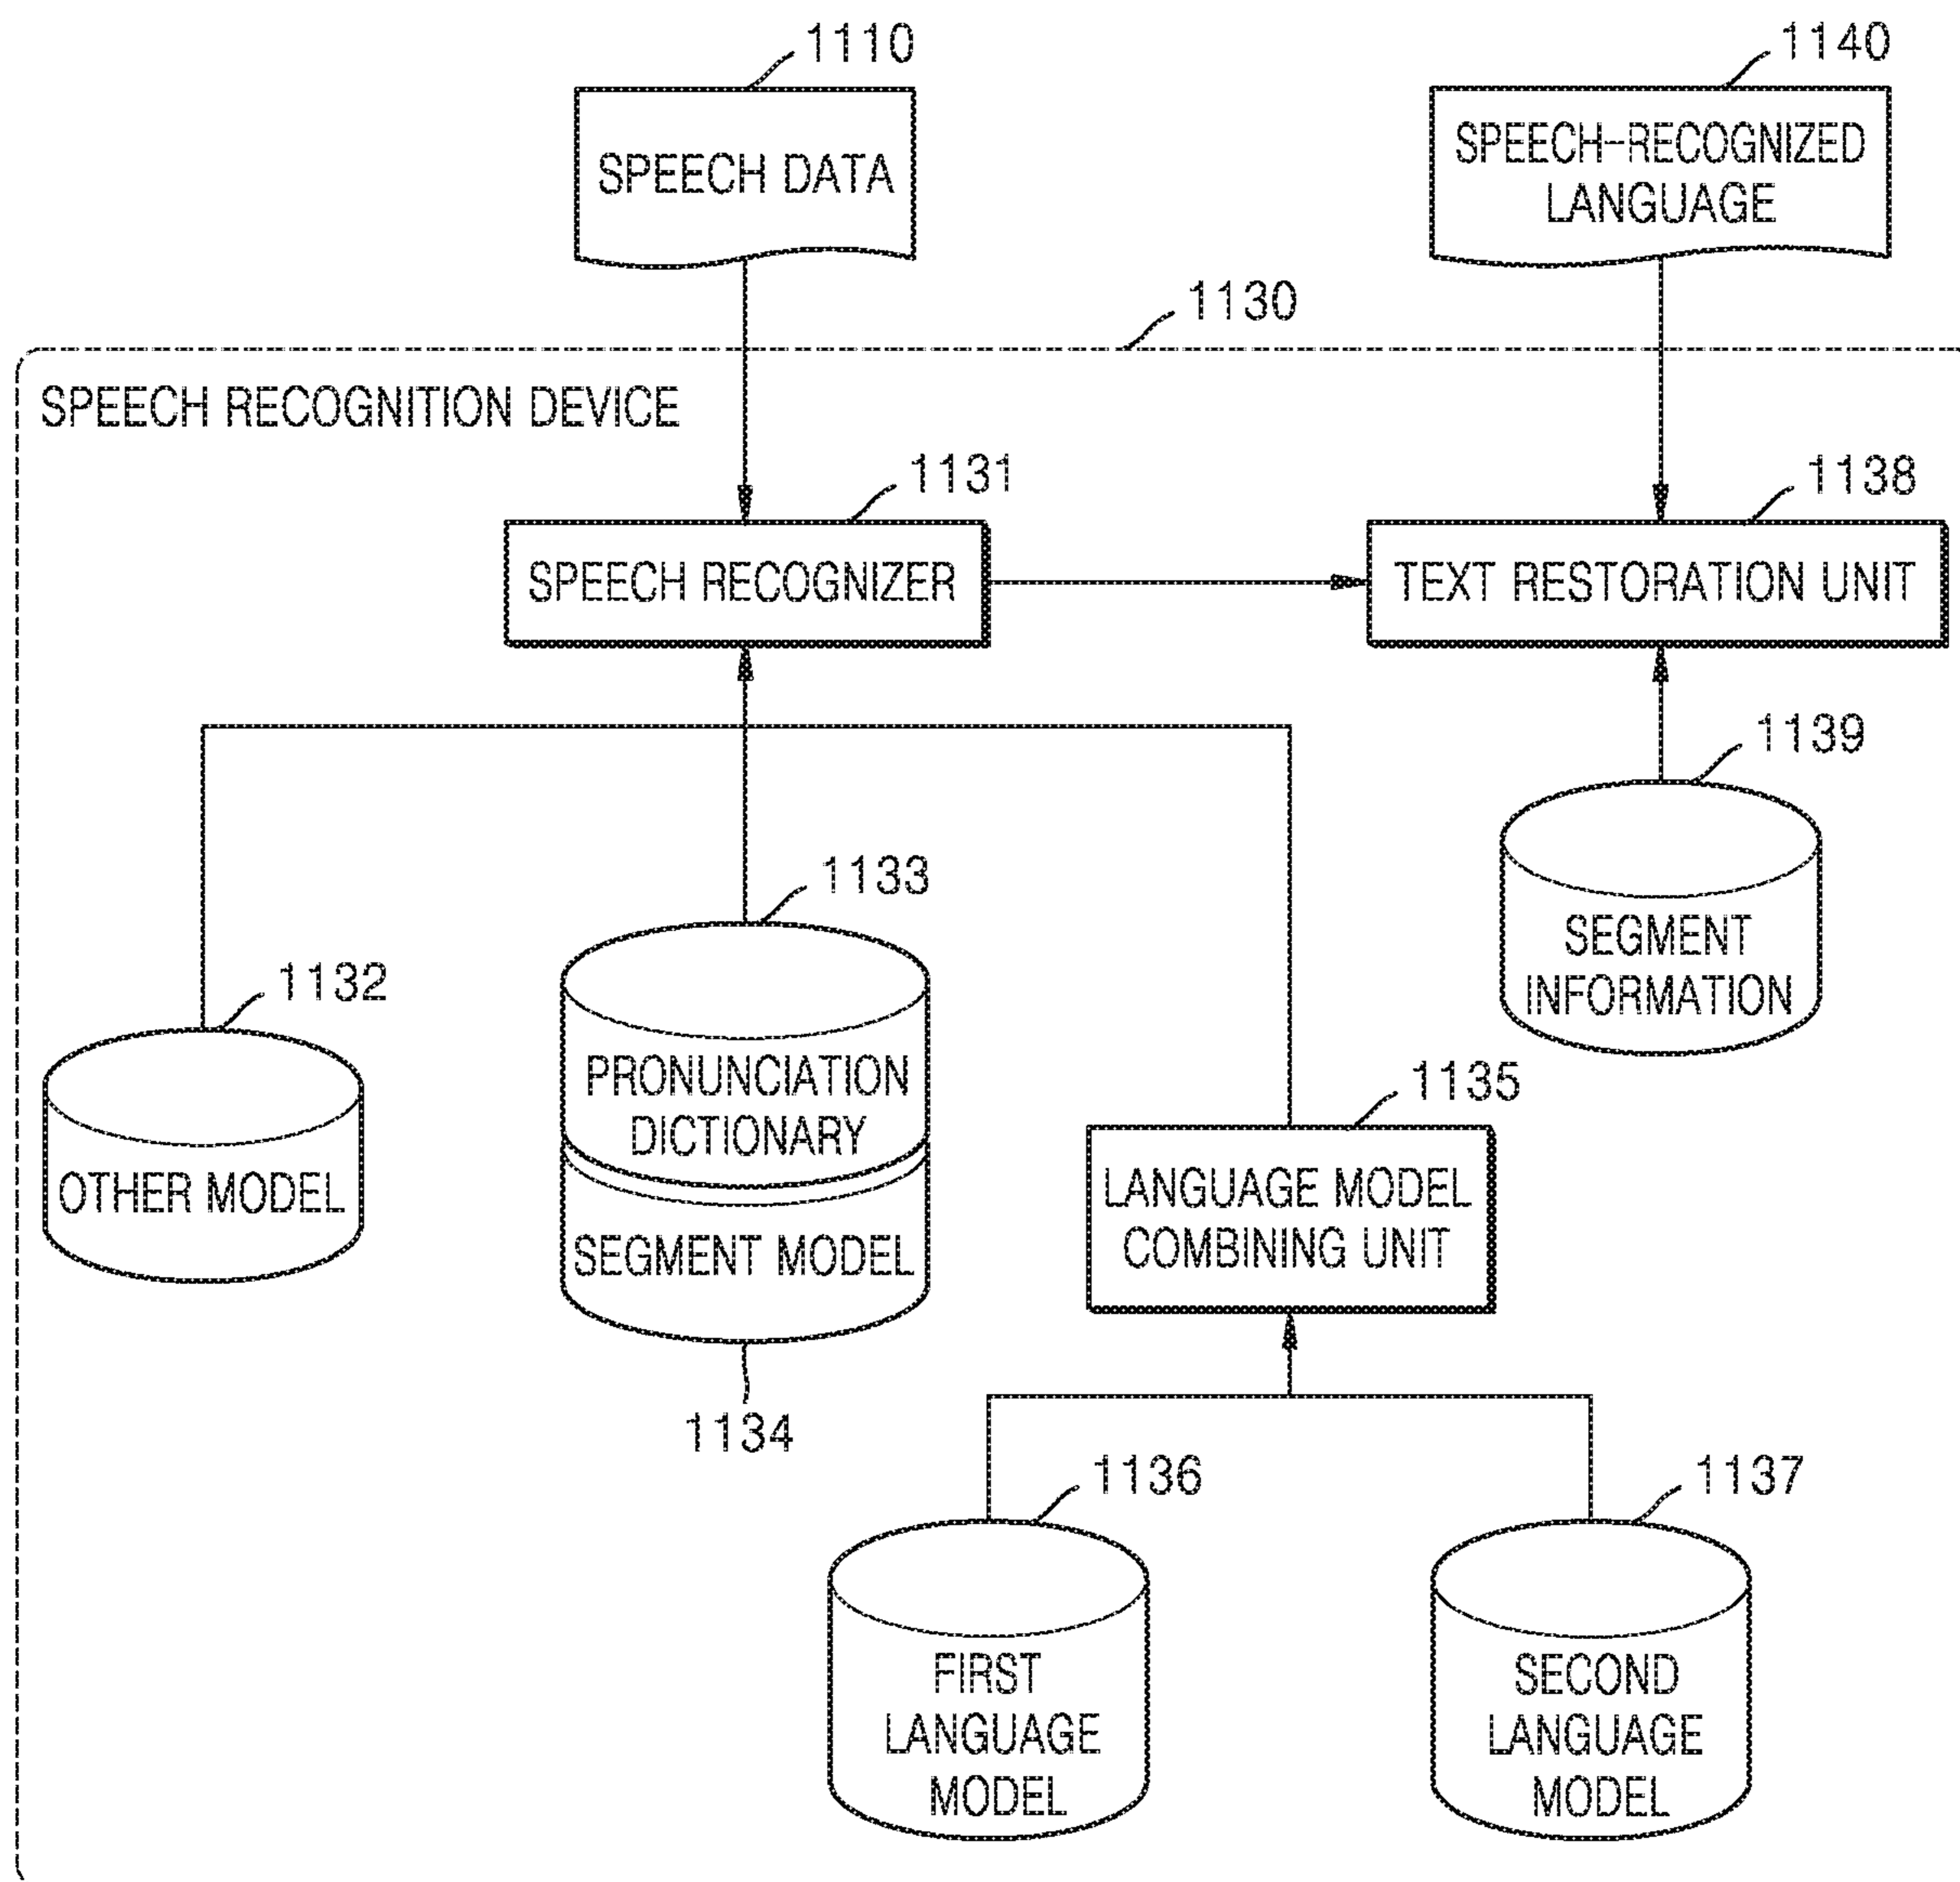 1110
1140
SPEECH DATA
SPEECH-RECOGNIZED
LANGUAGE
1130
SPEECH RECOGNITION DEVICE
1131
1138
SPEECH RECOGNIZER
TEXT RESTORATION UNIT
1139
1133
SEGMENT
INFORMATION
1132
PRONUNCIATION
DICTIONARY
1135
OTHER MODEL
LANGUAGE MODEL
COMBINING UNIT
SEGMENT MODEL
1134
1136
1137
FIRST
LANGUAGE
MODEL
SECOND
LANGUAGE
MODEL